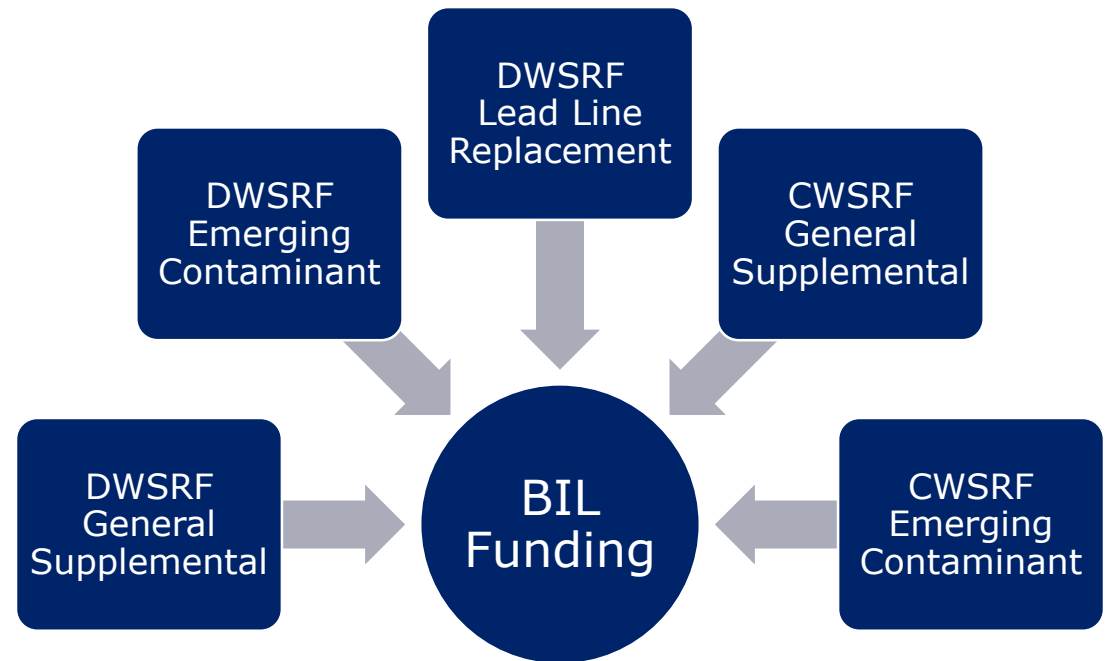 DWSRF
Lead Line
Replacement
DWSRF
Emerging
Contaminant
CWSRF
General
Supplemental
DWSRF
General
Supplemental
BIL
Funding
CWSRF
Emerging
Contaminant